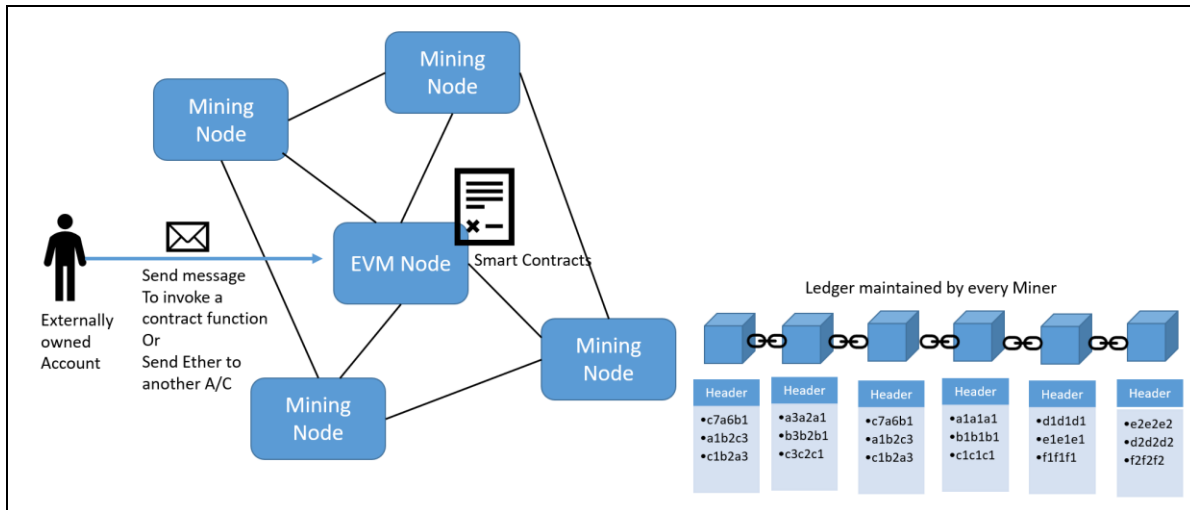 Mining
Node
Mining
Node
EVM Node
Smart Contracts
Send message
To invoke a
contract function
Or
Send Ether to
another A/C
Externally
owned
Account
Mining
Node
Mining
Node
Ledger maintained by every Miner
Header
•c7a6b1
•a1b2c3
•c1b2a3
Header
•a3a2a1
•b3b2b1
•c3c2c1
Header
•c7a6b1
•a1b2c3
•c1b2a3
Header
•a1a1a1
•b1b1b1
•c1c1c1
Header
•d1d1d1
•e1e1e1
•f1f1f1
Header
•e2e2e2
•d2d2d2
•f2f2f2